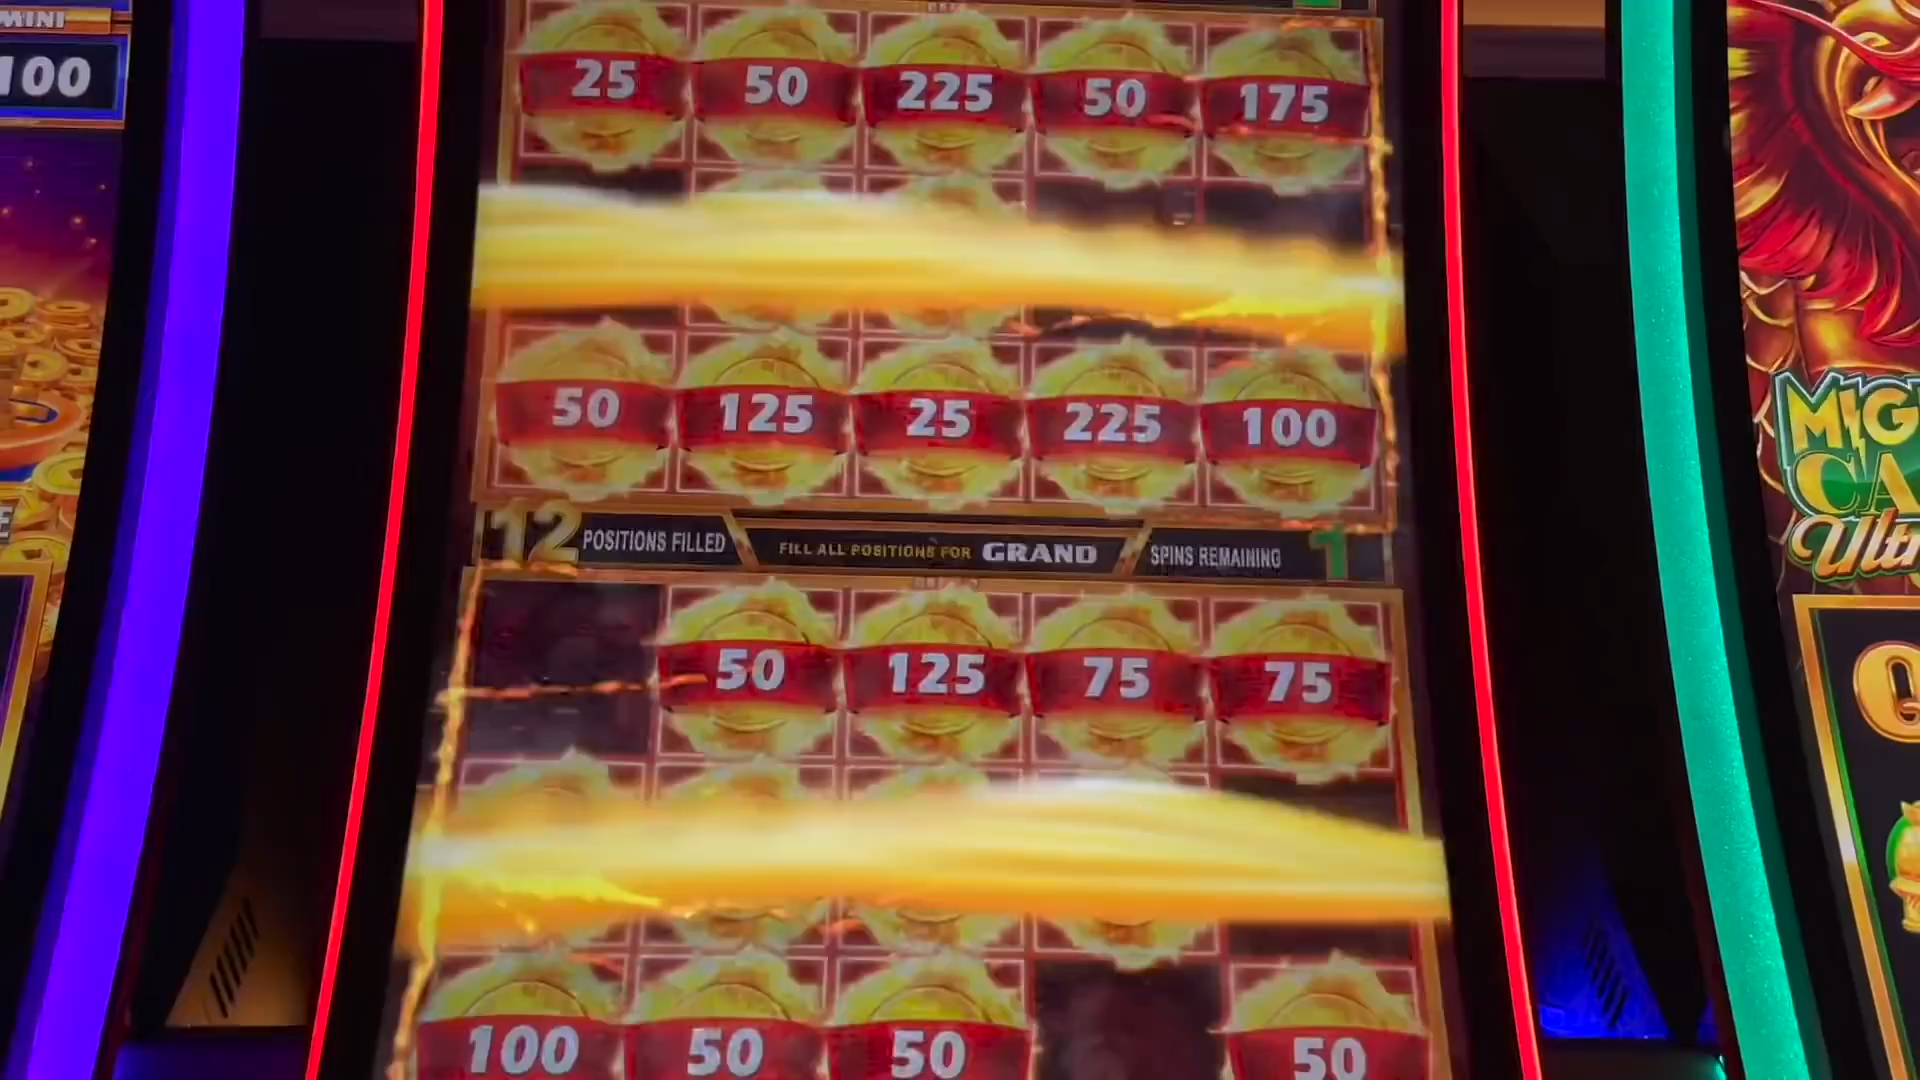 MINI
100
25 50 225 50 175
50 125 25 225 100
12 POSITIONS FILLED FILL ALL POSITIONS FOR GRAND SPINS REMAINING 1
50 125 75 75
100 50 50 50